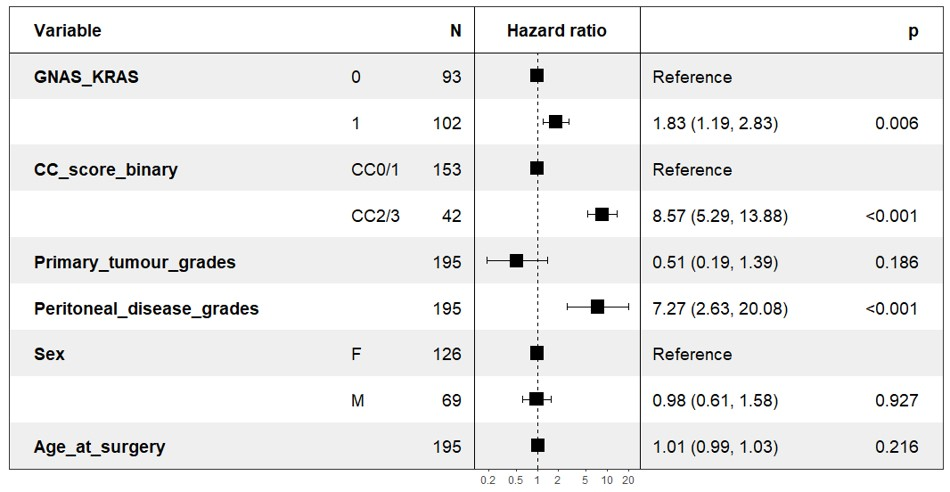 Variable N Hazard ratio p
GNAS_KRAS 0 93 Reference
1 102 1.83 (1.19, 2.83) 0.006
CC_score_binary CC0/1 153 Reference
CC2/3 42 8.57 (5.29, 13.88) <0.001
Primary_tumour_grades 195 0.51 (0.19, 1.39) 0.186
Peritoneal_disease_grades 195 7.27 (2.63, 20.08) <0.001
Sex F 126 Reference
M 69 0.98 (0.61, 1.58) 0.927
Age_at_surgery 195 1.01 (0.99, 1.03) 0.216
0.2 0.5 1 2 5 10 20